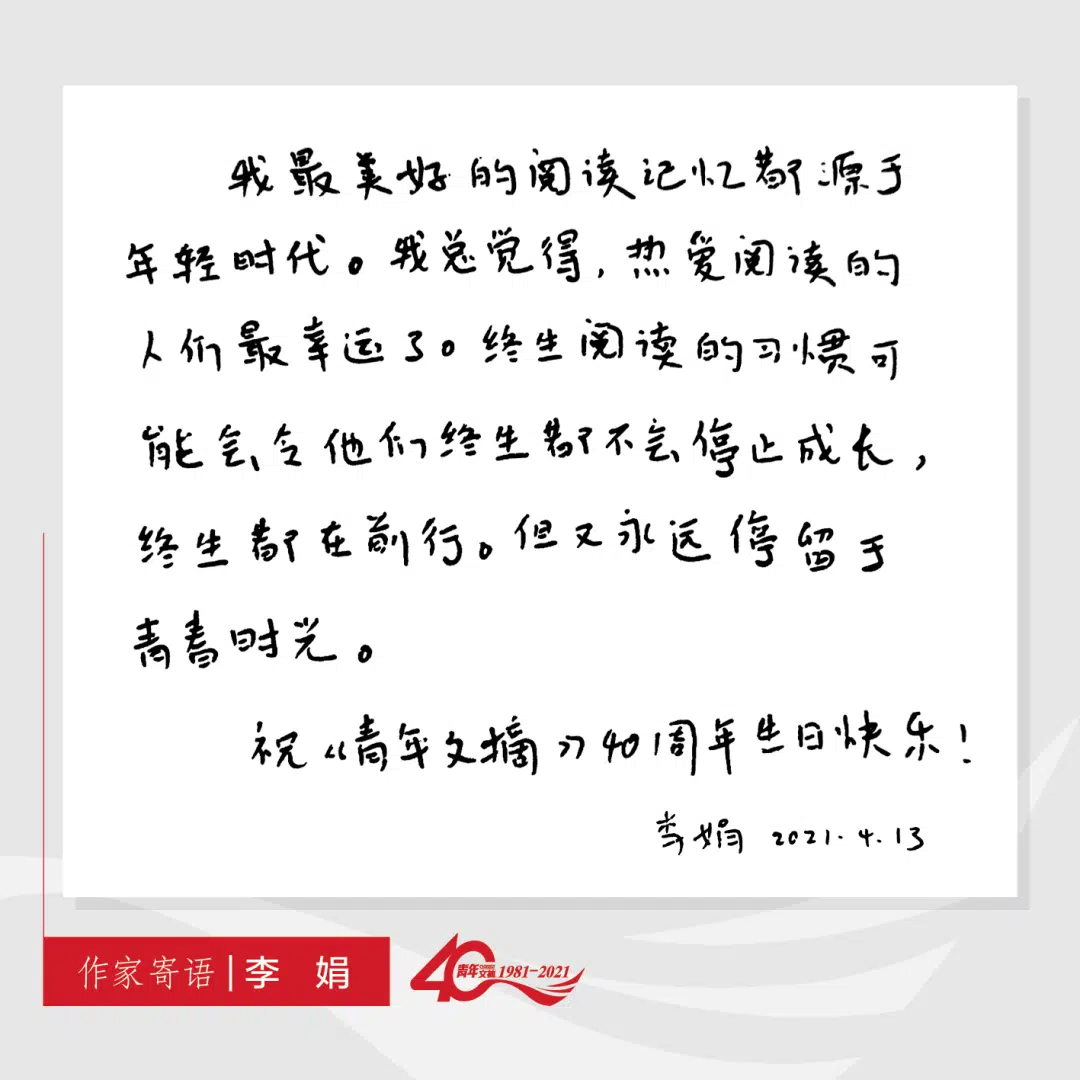 我最美好的阅读记忆都源于
年轻时代。我总觉得,热爱阅读的
人们最幸运了。终生阅读的习惯可
能会令他们终生都不会停止成长,
终生都在前行。但又永远停留于
青春时光。
祝《青年文摘》40周年生日快乐!
李娟 2021.4.13
作家寄语|李 娟
40 青年文摘 1981-2021